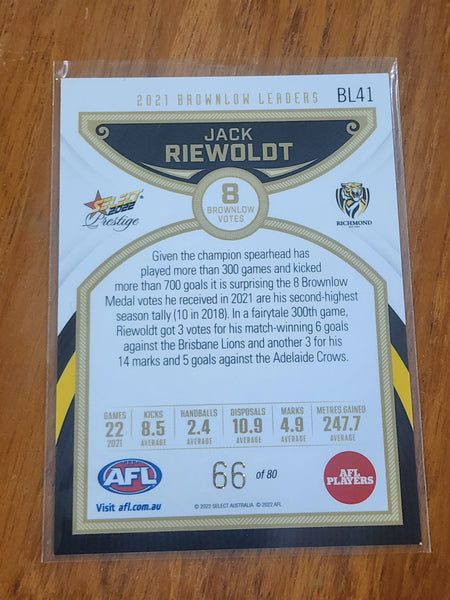 2021 BROWNLOW LEADERS BL41
JACK
RIEWOLDT
SELECT
2022
Prestige
8
BROWNLOW
VOTES
RICHMOND
Given the champion spearhead has
played more than 300 games and kicked
more than 700 goals it is surprising the 8 Brownlow
Medal votes he received in 2021 are his second-highest
season tally (10 in 2018). In a fairytale 300th game,
Riewoldt got 3 votes for his match-winning 6 goals
against the Brisbane Lions and another 3 for his
14 marks and 5 goals against the Adelaide Crows.
GAMES KICKS HANDBALLS DISPOSALS MARKS METRES GAINED
22 8.5 2.4 10.9 4.9 247.7
2021 AVERAGE AVERAGE AVERAGE AVERAGE AVERAGE
AFL
66 of 80
AFL
PLAYERS
Visit afl.com.au
© 2022 SELECT AUSTRALIA © 2022 AFL